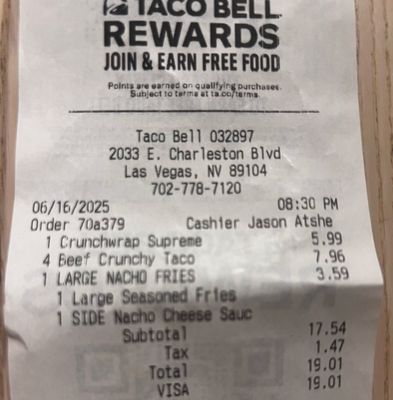 TACO BELL
REWARDS
JOIN & EARN FREE FOOD
Points are earned on qualifying purchases.
Subject to terms at ta.co/terms.
Taco Bell 032897
2033 E. Charleston Blvd
Las Vegas, NV 89104
702-778-7120
06/16/2025 08:30 PM
Order 70a379 Cashier Jason Atshe
1 Crunchwrap Supreme 5.99
4 Beef Crunchy Taco 7.96
1 LARGE NACHO FRIES 3.59
1 Large Seasoned Fries
1 SIDE Nacho Cheese Sauc
Subtotal 17.54
Tax 1.47
Total 19.01
VISA 19.01